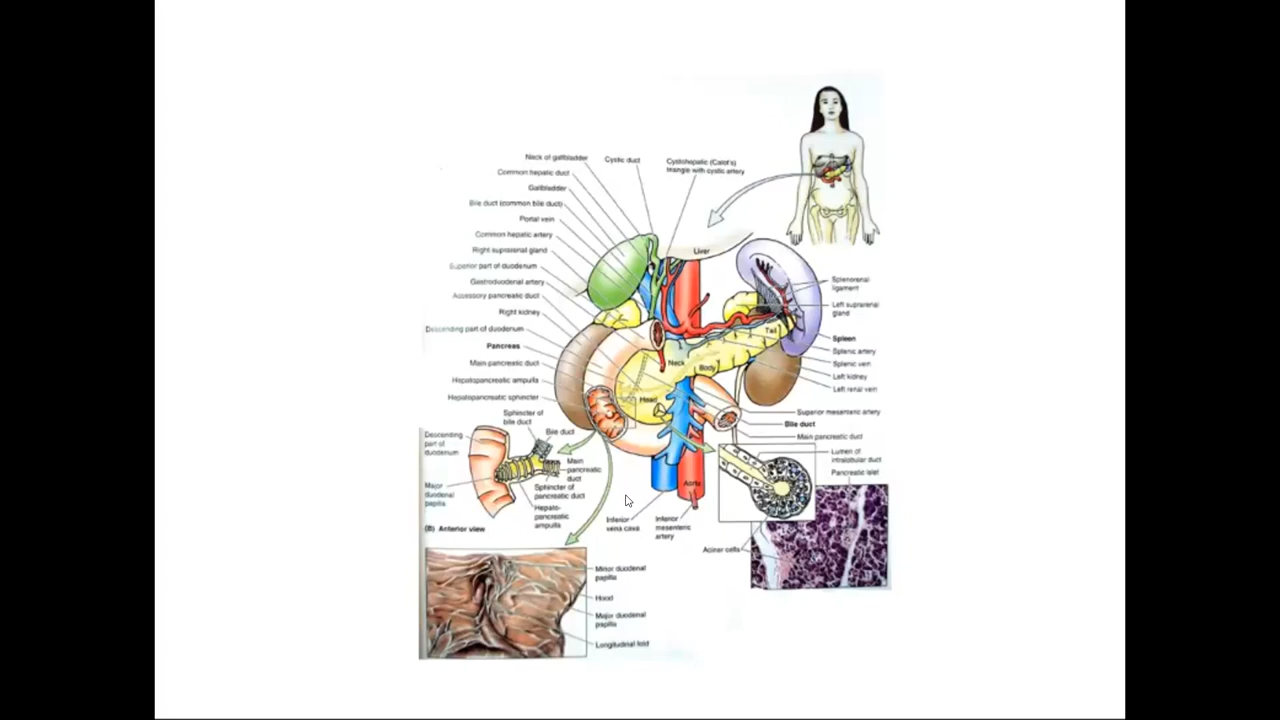 Neck of gallbladder
Cystic duct
Cystohepatic (Calot's)
triangle with cystic artery
Common hepatic duct
Gallbladder
Bile duct (common bile duct)
Portal vein
Common hepatic artery
Right suprarenal gland
Superior part of duodenum
Gastroduodenal artery
Accessory pancreatic duct
Right kidney
Descending part of duodenum
Pancreas
Main pancreatic duct
Hepatopancreatic ampulla
Hepatopancreatic sphincter
Liver
Splenorenal
ligament
Left suprarenal
gland
Spleen
Splenic artery
Splenic vein
Left kidney
Left renal vein
Tail
Neck
Body
Head
Superior mesenteric artery
Bile duct
Main pancreatic duct
Lumen of
intralobular duct
Pancreatic islet
Sphincter of
bile duct
Bile duct
Descending
part of
duodenum
Main
pancreatic
duct
Sphincter of
pancreatic duct
Major
duodenal
papilla
Hepato-
pancreatic
ampulla
(B) Anterior view
Aorta
Inferior
vena cava
Inferior
mesenteric
artery
Acinar cells
Minor duodenal
papilla
Hood
Major duodenal
papilla
Longitudinal fold